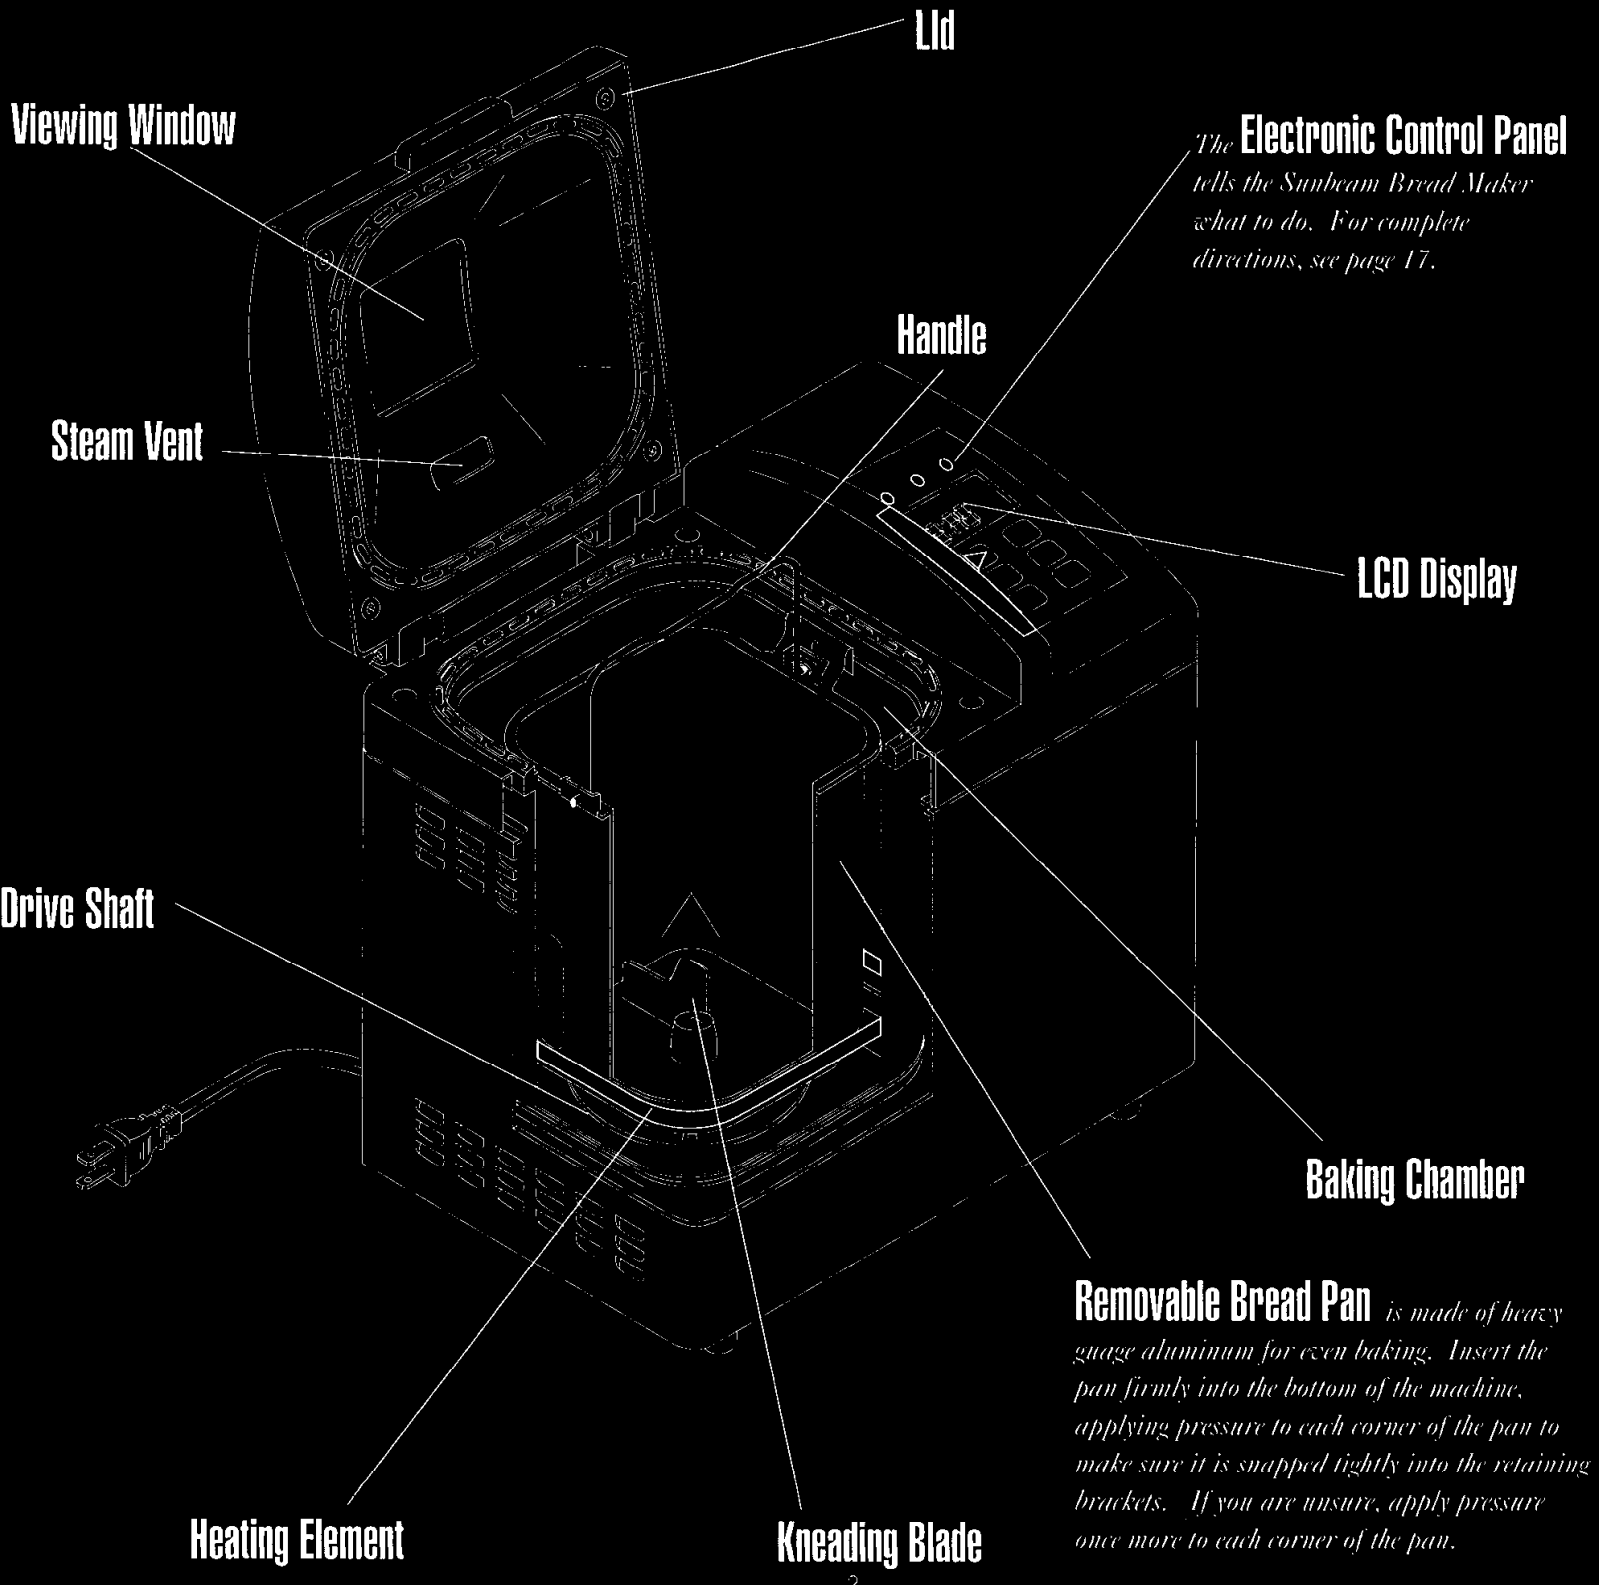 Lid
Viewing Window
The Electronic Control Panel
tells the Sunbeam Bread Maker
what to do. For complete
directions, see page 17.
Handle
Steam Vent
LCD Display
Drive Shaft
Baking Chamber
Removable Bread Pan is made of heavy
guage aluminum for even baking. Insert the
pan firmly into the bottom of the machine,
applying pressure to each corner of the pan to
make sure it is snapped tightly into the retaining
brackets. If you are unsure, apply pressure
once more to each corner of the pan.
Heating Element
Kneading Blade
2